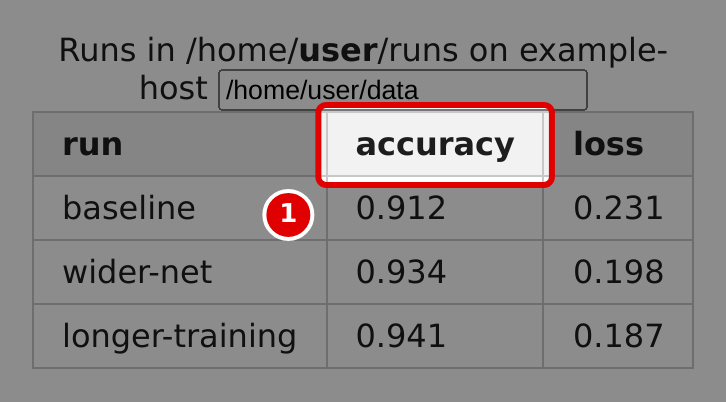 Runs in /home/user/runs on example-
host /home/user/data
run accuracy loss
baseline 1 0.912 0.231
wider-net 0.934 0.198
longer-training 0.941 0.187